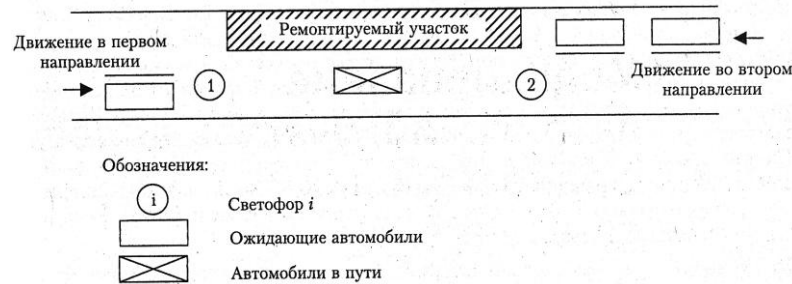 Движение в первом
направлении
Ремонтируемый участок
1
2
Движение во втором
направлении
Обозначения:
i
Светофор i
Ожидающие автомобили
Автомобили в пути